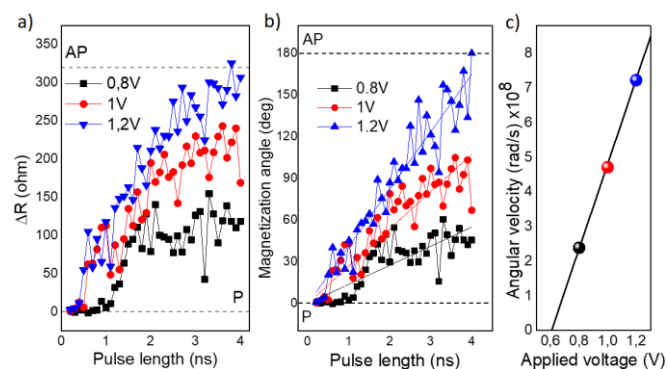 a)
350
300
250
200
150
100
50
0
ΔR (ohm)
AP
0,8V
1V
1,2V
P
0 1 2 3 4
Pulse length (ns)
b)
180
150
120
90
60
30
0
Magnetization angle (deg)
AP
0.8V
1V
1.2V
P
0 1 2 3 4
Pulse length (ns)
c)
8
7
6
5
4
3
2
1
0
Angular velocity (rad/s) x10⁸
0,6 0,8 1,0 1,2
Applied voltage (V)